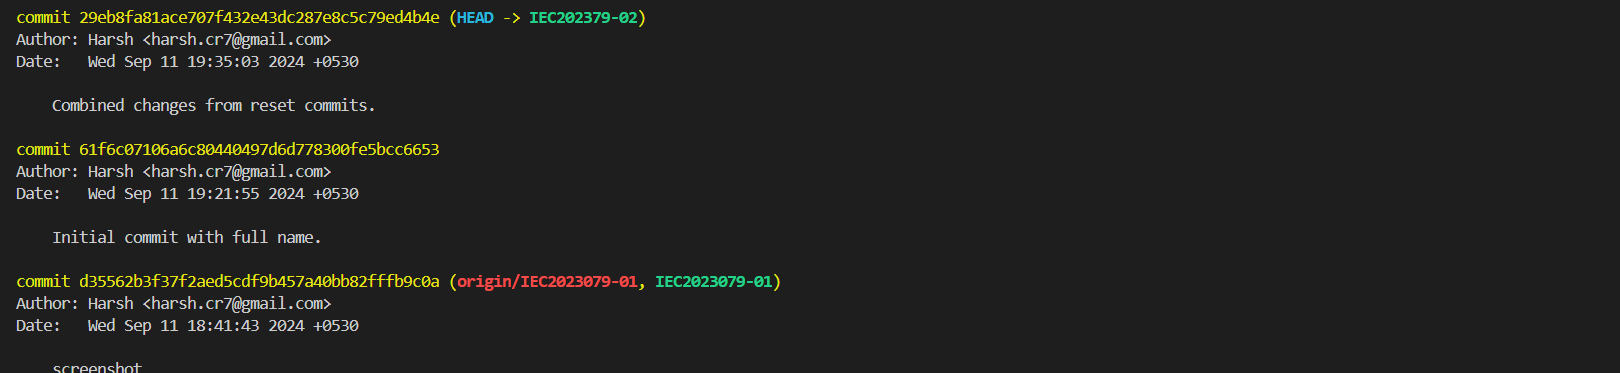 commit 29eb8fa81ace707f432e43dc287e8c5c79ed4b4e (HEAD -> IEC202379-02)
Author: Harsh <harsh.cr7@gmail.com>
Date:   Wed Sep 11 19:35:03 2024 +0530
Combined changes from reset commits.
commit 61f6c07106a6c80440497d6d778300fe5bcc6653
Author: Harsh <harsh.cr7@gmail.com>
Date:   Wed Sep 11 19:21:55 2024 +0530
Initial commit with full name.
commit d35562b3f37f2aed5cdf9b457a40bb82fffb9c0a (origin/IEC2023079-01, IEC2023079-01)
Author: Harsh <harsh.cr7@gmail.com>
Date:   Wed Sep 11 18:41:43 2024 +0530
screenshot